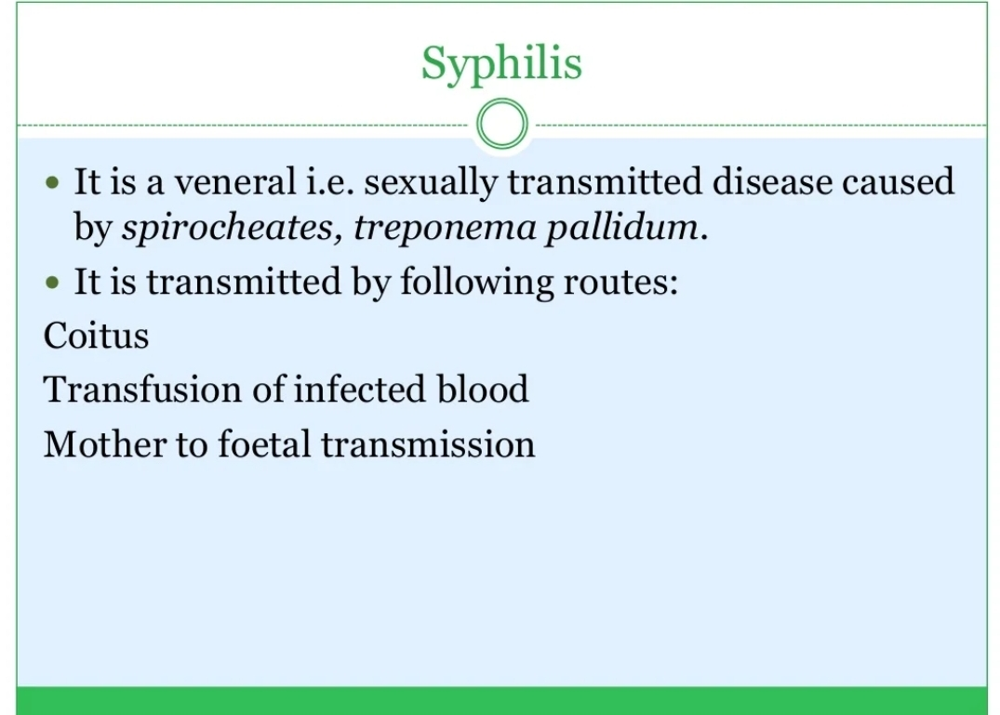 Syphilis
• It is a veneral i.e. sexually transmitted disease caused
by spirocheates, treponema pallidum.
• It is transmitted by following routes:
Coitus
Transfusion of infected blood
Mother to foetal transmission